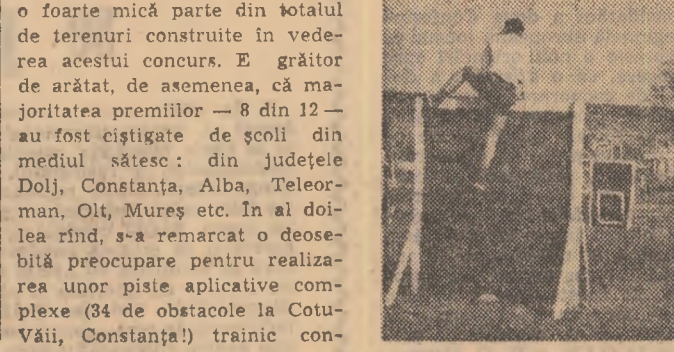 o foarte mică parte din totalul
de terenuri construite în vede-
rea acestui concurs. E grăitor
de arătat, de asemenea, că ma-
joritatea premiilor — 8 din 12 —
au fost cîștigate de școli din
mediul sătesc : din județele
Dolj, Constanța, Alba, Teleor-
man, Olt, Mureș etc. În al doi-
lea rînd, s-a remarcat o deose-
bită preocupare pentru realiza-
rea unor piste aplicative com-
plexe (34 de obstacole la Cotu-
Văii, Constanța!) trainic con-